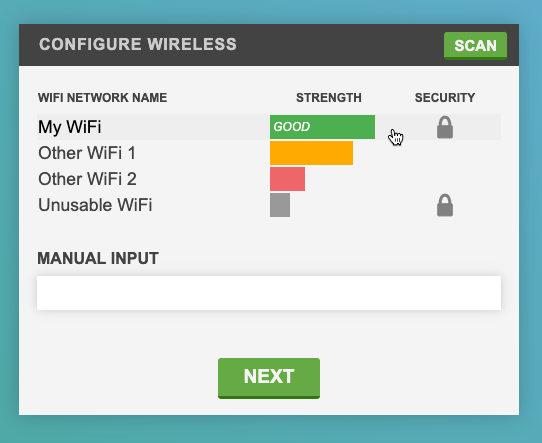 CONFIGURE WIRELESS SCAN
WIFI NETWORK NAME STRENGTH SECURITY
My WiFi GOOD
Other WiFi 1
Other WiFi 2
Unusable WiFi
MANUAL INPUT
NEXT